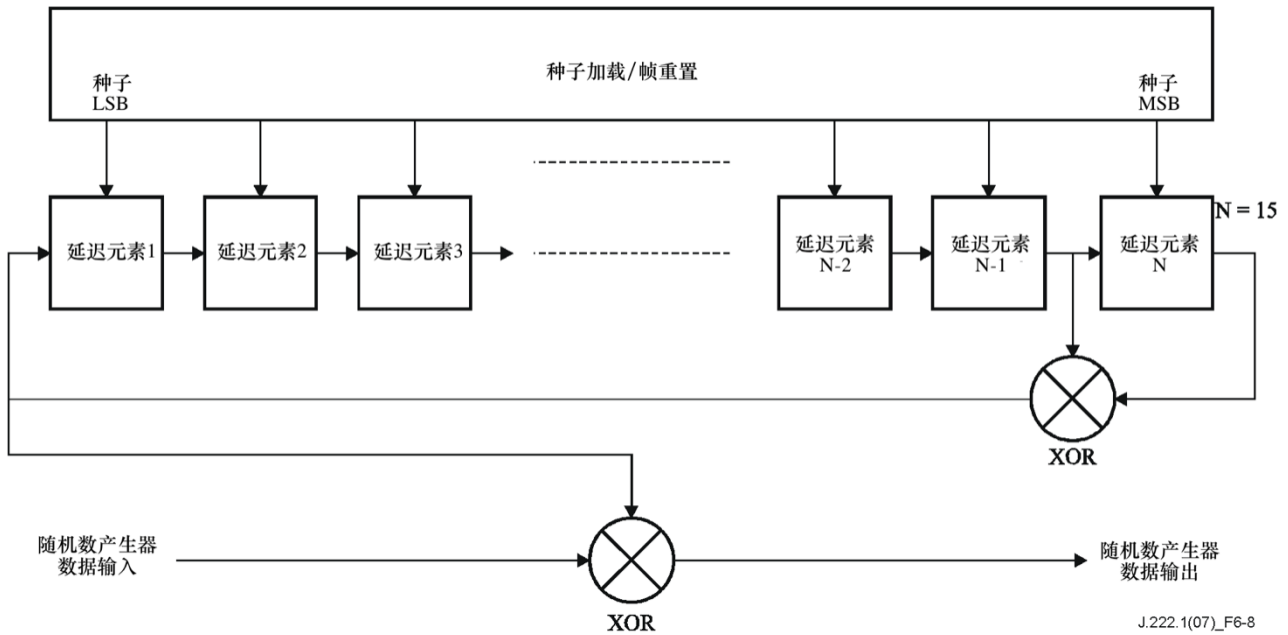 种子加载/帧重置
种子
LSB
种子
MSB
延迟元素1
延迟元素2
延迟元素3
延迟元素
N-2
延迟元素
N-1
延迟元素
N
N = 15
XOR
随机数产生器
数据输入
XOR
随机数产生器
数据输出
J.222.1(07)_F6-8